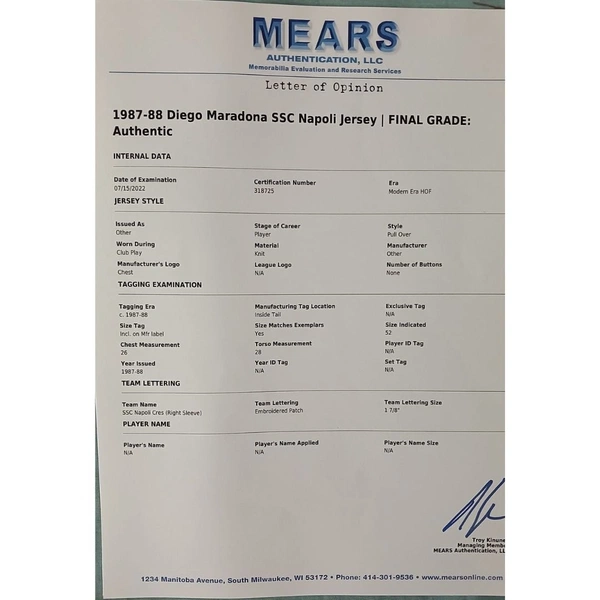 MEARS
AUTHENTICATION, LLC
Memorabilia Evaluation and Research Services
Letter of Opinion
1987-88 Diego Maradona SSC Napoli Jersey | FINAL GRADE:
Authentic
INTERNAL DATA
Date of Examination Certification Number Era
07/15/2022 318725 Modern Era HOF
JERSEY STYLE
Issued As Stage of Career Style
Other Player Pull Over
Worn During Material Manufacturer
Club Play Knit Other
Manufacturer's Logo League Logo Number of Buttons
Chest N/A None
TAGGING EXAMINATION
Tagging Era Manufacturing Tag Location Exclusive Tag
c. 1987-88 Inside Tail N/A
Size Tag Size Matches Exemplars Size Indicated
Incl. on Mfr label Yes 52
Chest Measurement Torso Measurement Player ID Tag
26 28 N/A
Year Issued Year ID Tag Set Tag
1987-88 N/A N/A
TEAM LETTERING
Team Name Team Lettering Team Lettering Size
SSC Napoli Cres (Right Sleeve) Embroidered Patch 1 7/8"
PLAYER NAME
Player's Name Player's Name Applied Player's Name Size
N/A N/A N/A
Troy Kinune
Managing Memb
MEARS Authentication, LL
1234 Manitoba Avenue, South Milwaukee, WI 53172 • Phone: 414-301-9536 • www.mearsonline.com